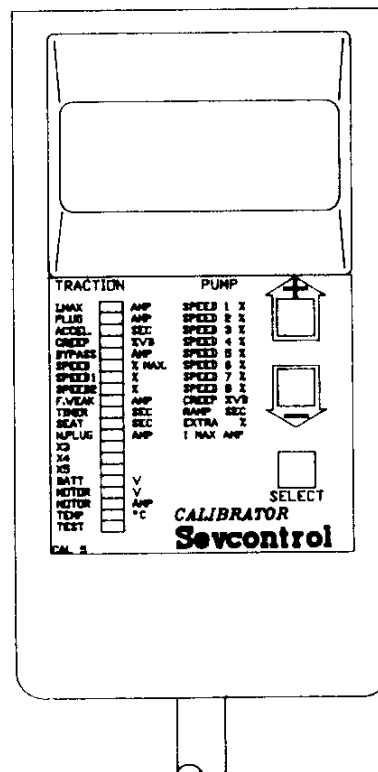 TRACTION PUMP
I.MAX AMP SPEED 1 %
PLUG AMP SPEED 2 %
ACCEL. SEC SPEED 3 %
CREEP %VB SPEED 4 %
BYPASS AMP SPEED 5 %
SPEED % MAX. SPEED 6 %
SPEED1 % SPEED 7 %
SPEED2 % SPEED 8 %
F.WEAK AMP CREEP %VB
TIMER SEC RAMP SEC
SEAT SEC EXTRA %
N.PLUG AMP I MAX AMP
X3
X4
X5
BATT V
MOTOR V
MOTOR AMP
TEMP °C
TEST
+
−
SELECT
CALIBRATOR
Sevcontrol
CAL 5